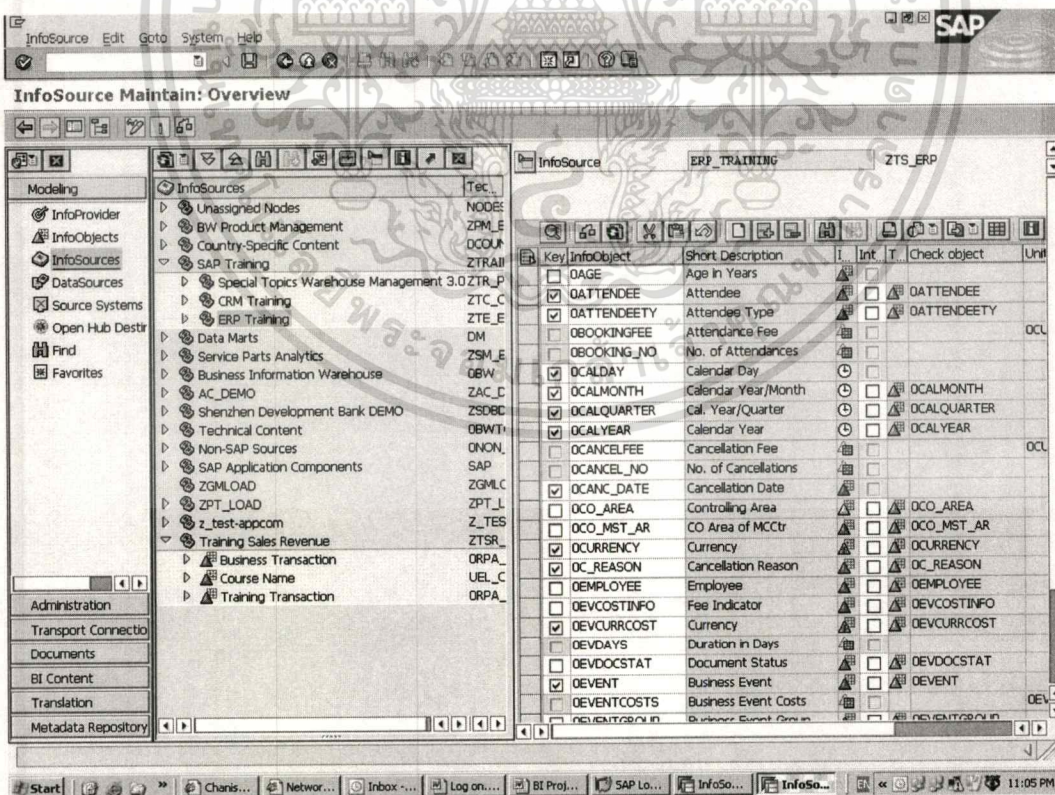 InfoSource Edit Goto System Help
SAP
InfoSource Maintain: Overview
Modeling
InfoProvider
InfoObjects
InfoSources
DataSources
Source Systems
Open Hub Destir
Find
Favorites
Administration
Transport Connectio
Documents
BI Content
Translation
Metadata Repository
InfoSources Tec...
Unassigned Nodes NODES
BW Product Management ZPM_E
Country-Specific Content DCOUN
SAP Training ZTRAI
Special Topics Warehouse Management 3.0 ZTR_P
CRM Training ZTC_C
ERP Training ZTE_E
Data Marts DM
Service Parts Analytics ZSM_E
Business Information Warehouse 0BW
AC_DEMO ZAC_D
Shenzhen Development Bank DEMO ZSDBD
Technical Content 0BWT
Non-SAP Sources 0NON_
SAP Application Components SAP
ZGMLOAD ZGMLO
ZPT_LOAD ZPT_L
z_test-appcom Z_TES
Training Sales Revenue ZTSR_
Business Transaction 0RPA_
Course Name UEL_C
Training Transaction 0RPA_
InfoSource ERP_TRAINING ZTS_ERP
Key InfoObject Short Description I... Int T... Check object Unit
0AGE Age in Years
0ATTENDEE Attendee 0ATTENDEE
0ATTENDEETY Attendee Type 0ATTENDEETY
0BOOKINGFEE Attendance Fee 0CU
0BOOKING_NO No. of Attendances
0CALDAY Calendar Day
0CALMONTH Calendar Year/Month 0CALMONTH
0CALQUARTER Cal. Year/Quarter 0CALQUARTER
0CALYEAR Calendar Year 0CALYEAR
0CANCELFEE Cancellation Fee 0CU
0CANCEL_NO No. of Cancellations
0CANC_DATE Cancellation Date
0CO_AREA Controlling Area 0CO_AREA
0CO_MST_AR CO Area of MCCtr 0CO_MST_AR
0CURRENCY Currency 0CURRENCY
0C_REASON Cancellation Reason 0C_REASON
0EMPLOYEE Employee 0EMPLOYEE
0EVCOSTINFO Fee Indicator 0EVCOSTINFO
0EVCURRCOST Currency 0EVCURRCOST
0EVDAYS Duration in Days
0EVDOCSTAT Document Status 0EVDOCSTAT
0EVENT Business Event 0EVENT
0EVENTCOSTS Business Event Costs 0EV
0EVENTGROUP Business Event Group 0EVENTGROUP
Start Chanis... Networ... Inbox -... Log on.... BI Proj... SAP Lo... InfoSo... InfoSo... EN 11:05 PM